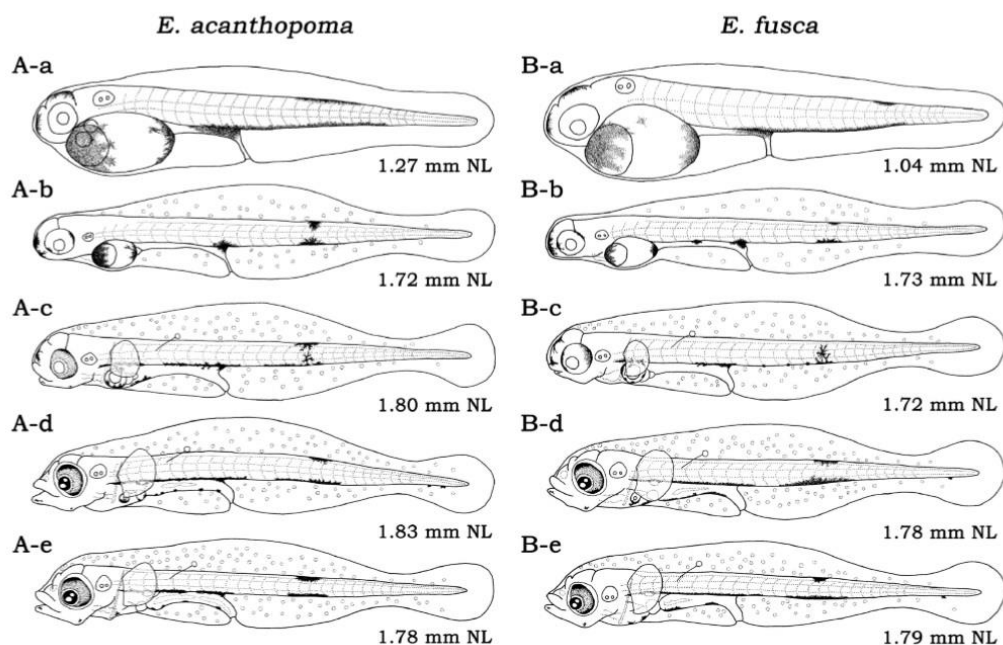 E. acanthopoma
E. fusca
A-a
B-a
1.27 mm NL
1.04 mm NL
A-b
B-b
1.72 mm NL
1.73 mm NL
A-c
B-c
1.80 mm NL
1.72 mm NL
A-d
B-d
1.83 mm NL
1.78 mm NL
A-e
B-e
1.78 mm NL
1.79 mm NL